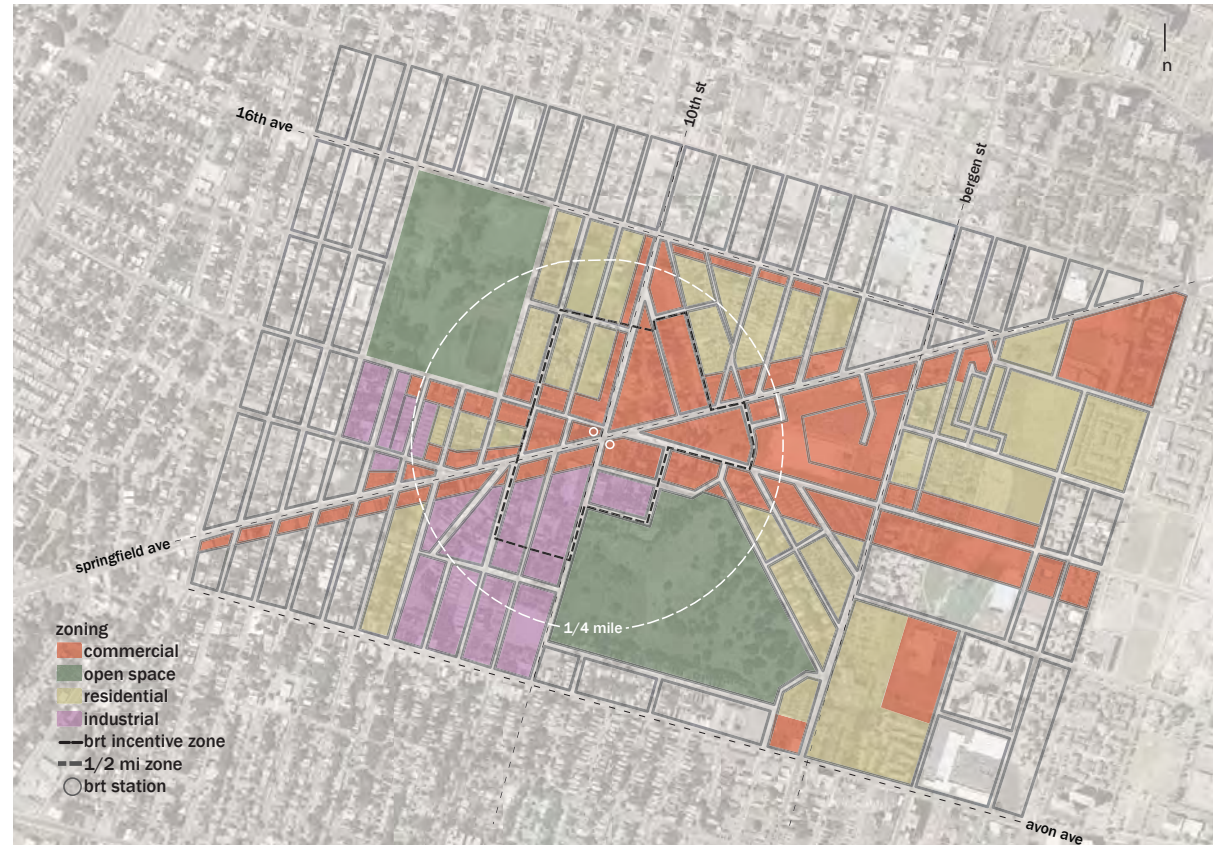 n
10th st
16th ave
bergen st
springfield ave
1/4 mile
zoning
commercial
open space
residential
industrial
brt incentive zone
1/2 mi zone
brt station
avon ave